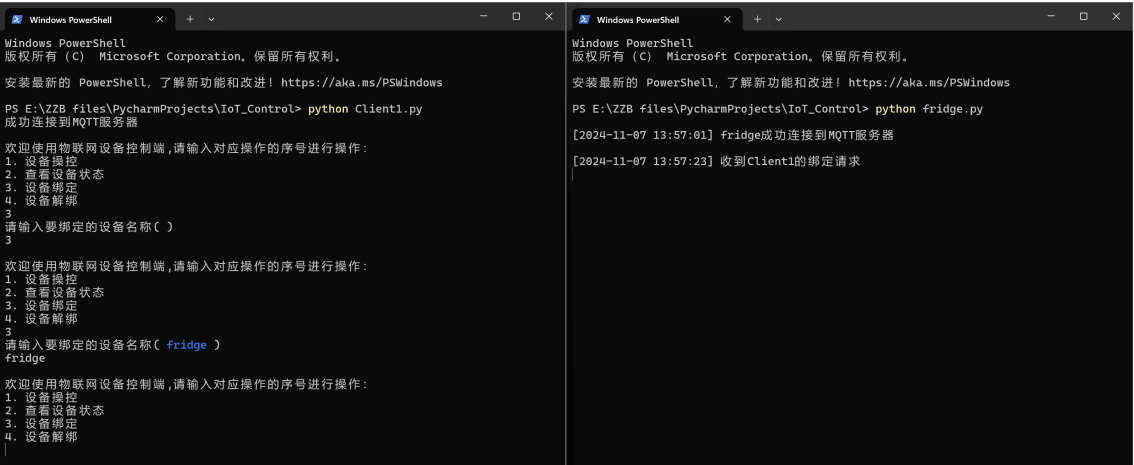 Windows PowerShell
Windows PowerShell
版权所有 (C) Microsoft Corporation。保留所有权利。
安装最新的 PowerShell，了解新功能和改进！https://aka.ms/PSWindows
PS E:\ZZB files\PycharmProjects\IoT_Control> python Client1.py
成功连接到MQTT服务器
欢迎使用物联网设备控制端,请输入对应操作的序号进行操作:
1. 设备操控
2. 查看设备状态
3. 设备绑定
4. 设备解绑
3
请输入要绑定的设备名称( )
3
欢迎使用物联网设备控制端,请输入对应操作的序号进行操作:
1. 设备操控
2. 查看设备状态
3. 设备绑定
4. 设备解绑
3
请输入要绑定的设备名称( fridge )
fridge
欢迎使用物联网设备控制端,请输入对应操作的序号进行操作:
1. 设备操控
2. 查看设备状态
3. 设备绑定
4. 设备解绑
Windows PowerShell
Windows PowerShell
版权所有 (C) Microsoft Corporation。保留所有权利。
安装最新的 PowerShell，了解新功能和改进！https://aka.ms/PSWindows
PS E:\ZZB files\PycharmProjects\IoT_Control> python fridge.py
[2024-11-07 13:57:01] fridge成功连接到MQTT服务器
[2024-11-07 13:57:23] 收到Client1的绑定请求